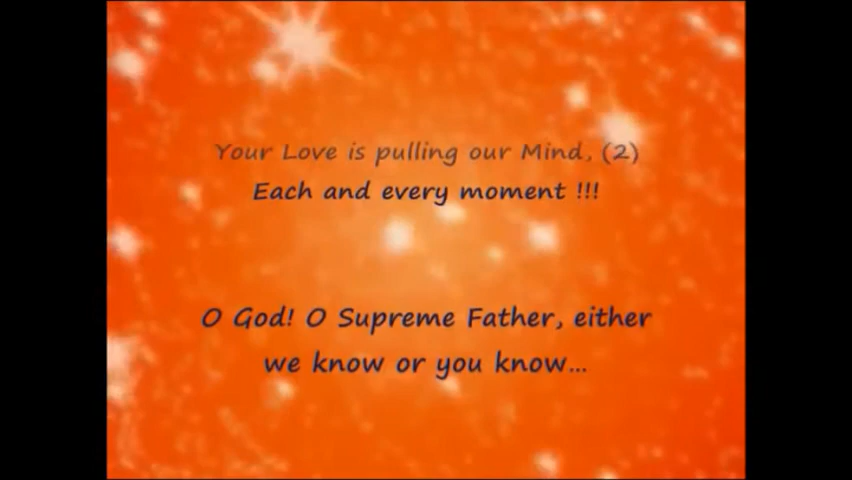 Your Love is pulling our Mind, (2)
Each and every moment !!!
O God! O Supreme Father, either
we know or you know...